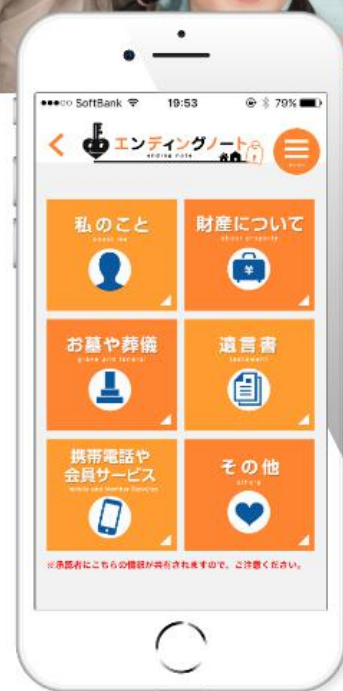 SoftBank 19:53 79%
エンディングノート
ending note
私のこと
about me
財産について
about property
¥
お墓や葬儀
grave and funeral
遺言書
testament
携帯電話や
会員サービス
Mobile and Member Services
その他
others
※承認者にこちらの情報が共有されますので、ご注意ください。